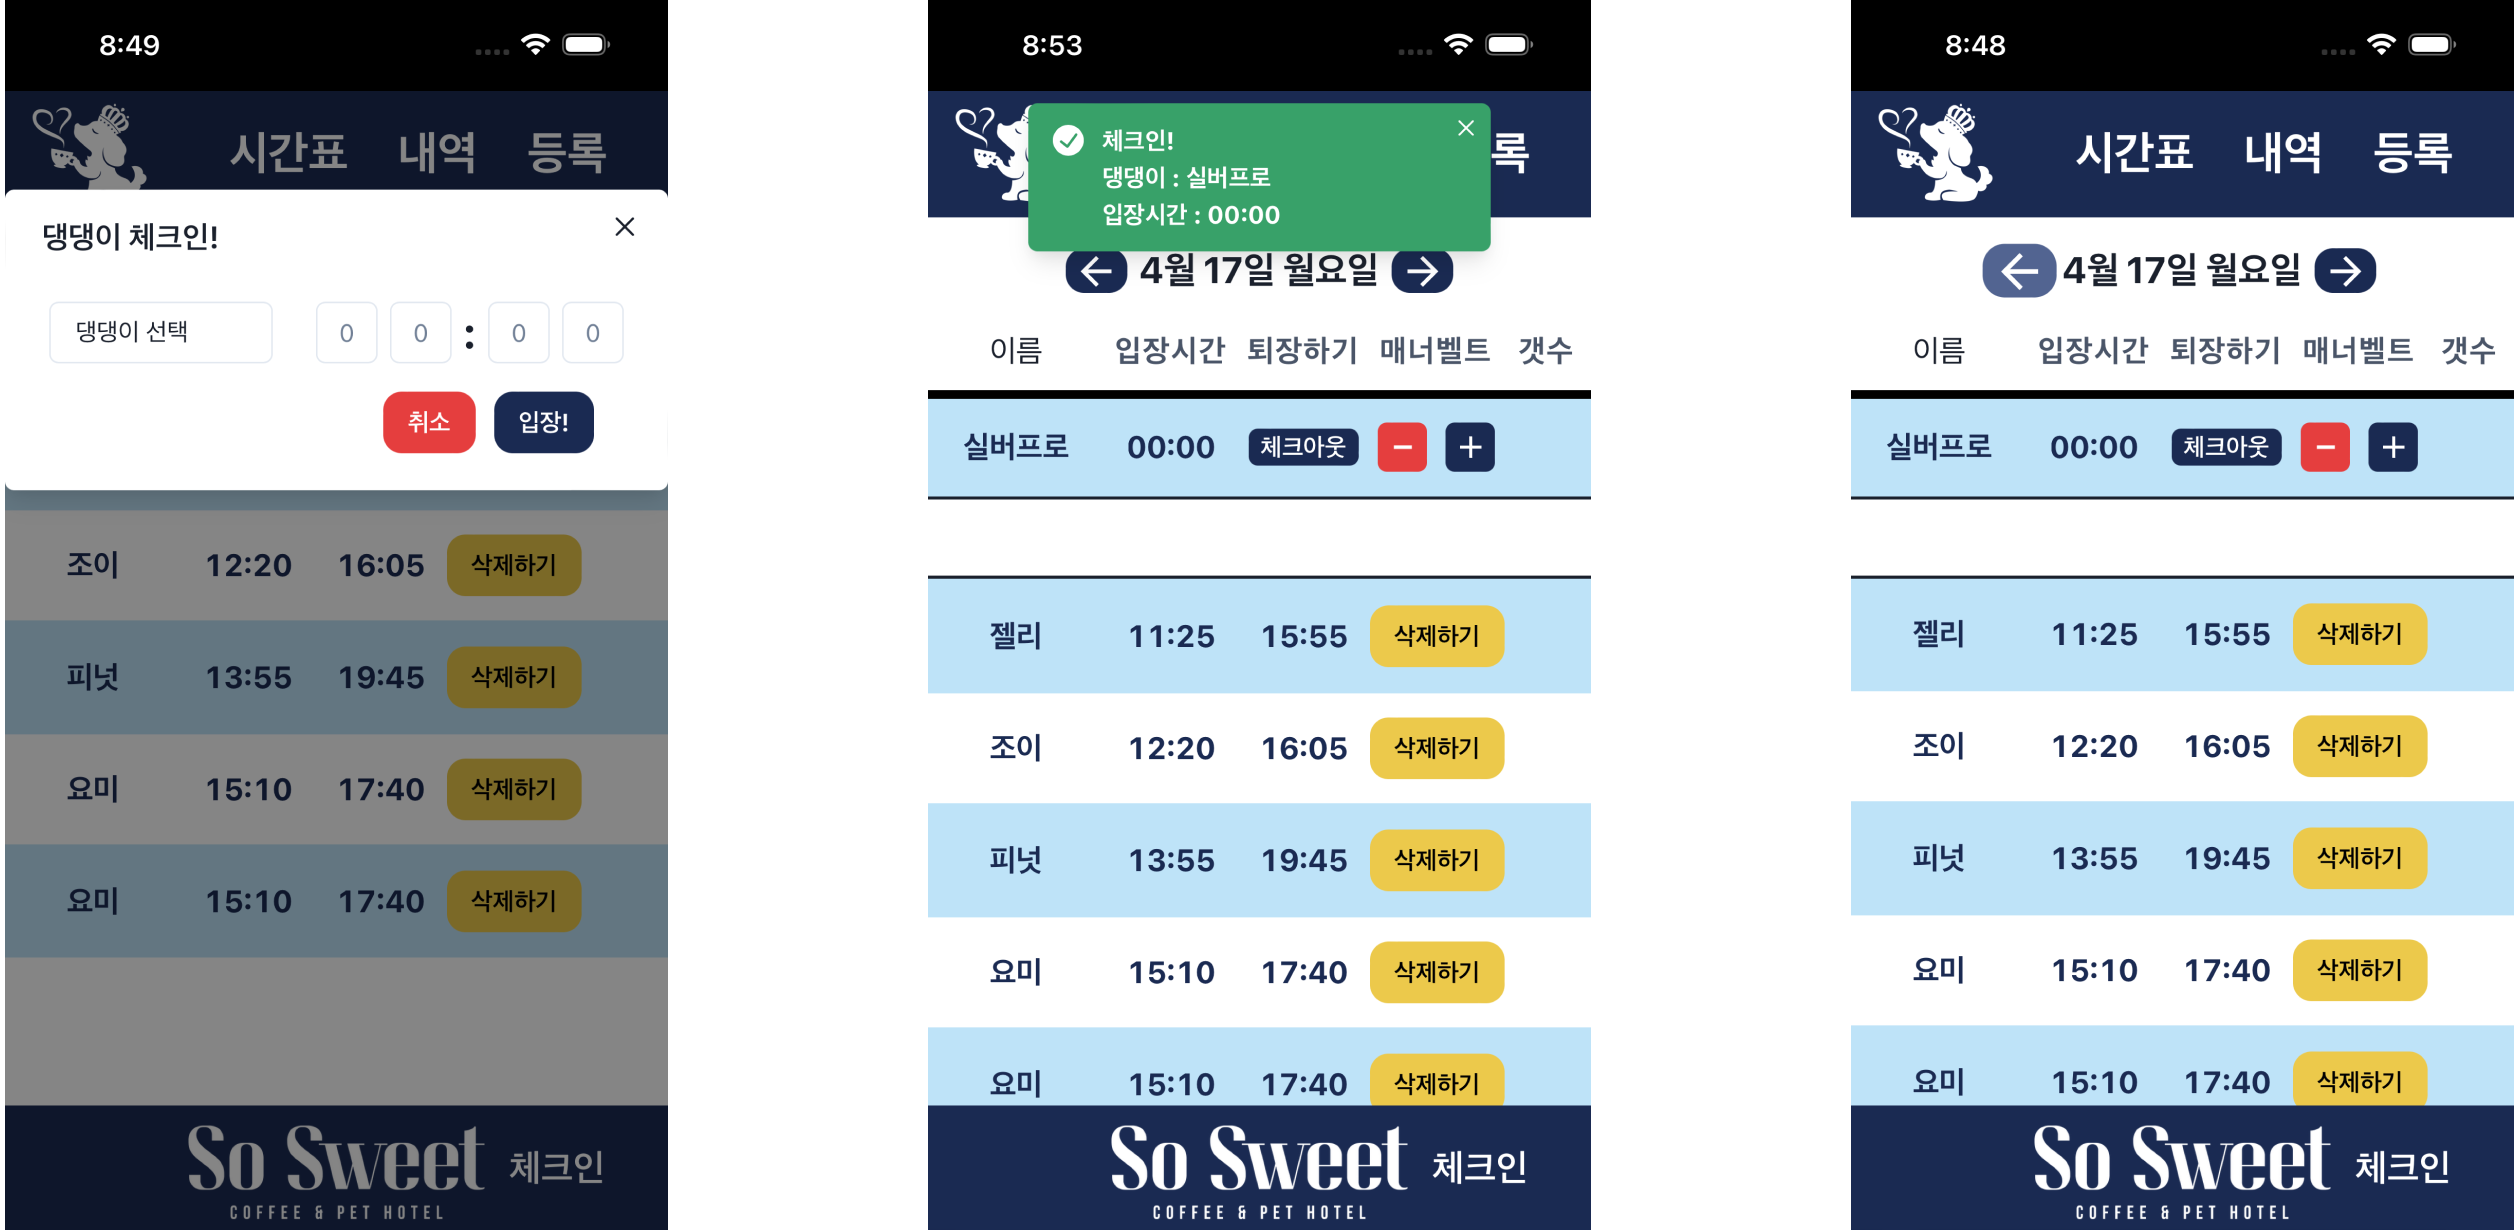 8:49
시간표 내역 등록
댕댕이 체크인!
댕댕이 선택 0 0 : 0 0
취소 입장!
조이 12:20 16:05 삭제하기
피넛 13:55 19:45 삭제하기
요미 15:10 17:40 삭제하기
요미 15:10 17:40 삭제하기
So Sweet 체크인
COFFEE & PET HOTEL
8:53
록
체크인!
댕댕이 : 실버프로
입장시간 : 00:00
4월 17일 월요일
이름 입장시간 퇴장하기 매너벨트 갯수
실버프로 00:00 체크아웃 - +
젤리 11:25 15:55 삭제하기
조이 12:20 16:05 삭제하기
피넛 13:55 19:45 삭제하기
요미 15:10 17:40 삭제하기
요미 15:10 17:40 삭제하기
So Sweet 체크인
COFFEE & PET HOTEL
8:48
시간표 내역 등록
4월 17일 월요일
이름 입장시간 퇴장하기 매너벨트 갯수
실버프로 00:00 체크아웃 - +
젤리 11:25 15:55 삭제하기
조이 12:20 16:05 삭제하기
피넛 13:55 19:45 삭제하기
요미 15:10 17:40 삭제하기
요미 15:10 17:40 삭제하기
So Sweet 체크인
COFFEE & PET HOTEL